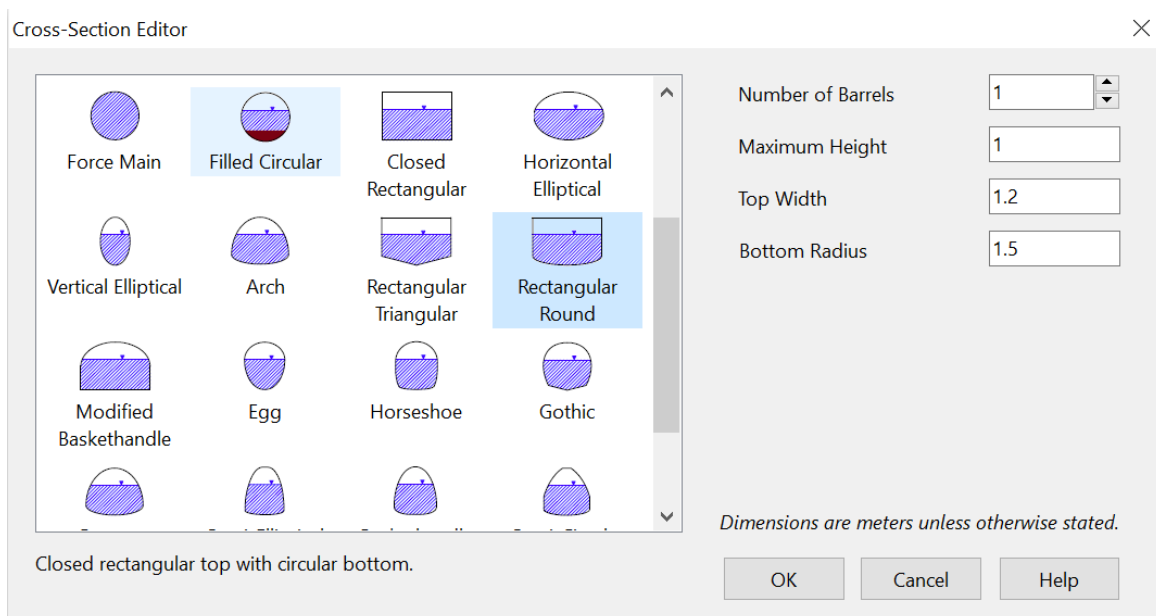 Cross-Section Editor
Force Main
Filled Circular
Closed
Rectangular
Horizontal
Elliptical
Vertical Elliptical
Arch
Rectangular
Triangular
Rectangular
Round
Modified
Baskethandle
Egg
Horseshoe
Gothic
Closed rectangular top with circular bottom.
Number of Barrels
1
Maximum Height
1
Top Width
1.2
Bottom Radius
1.5
Dimensions are meters unless otherwise stated.
OK
Cancel
Help